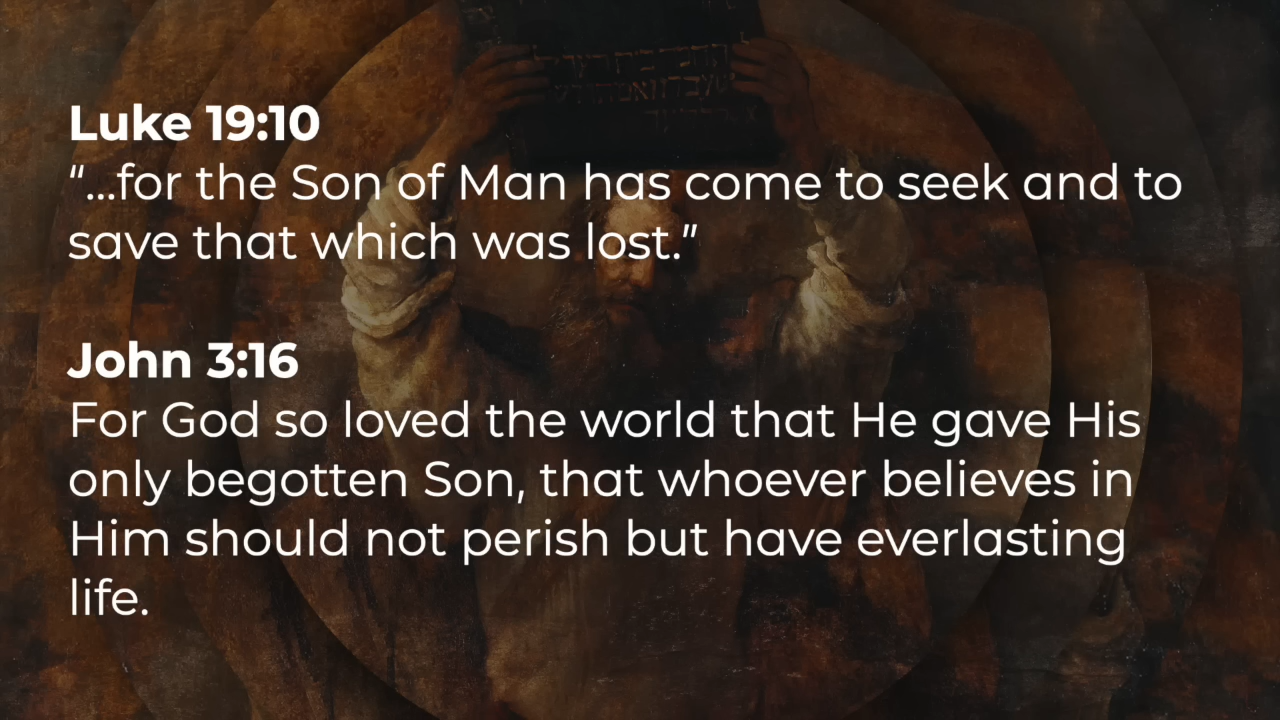 Luke 19:10
“...for the Son of Man has come to seek and to
save that which was lost.”
John 3:16
For God so loved the world that He gave His
only begotten Son, that whoever believes in
Him should not perish but have everlasting
life.